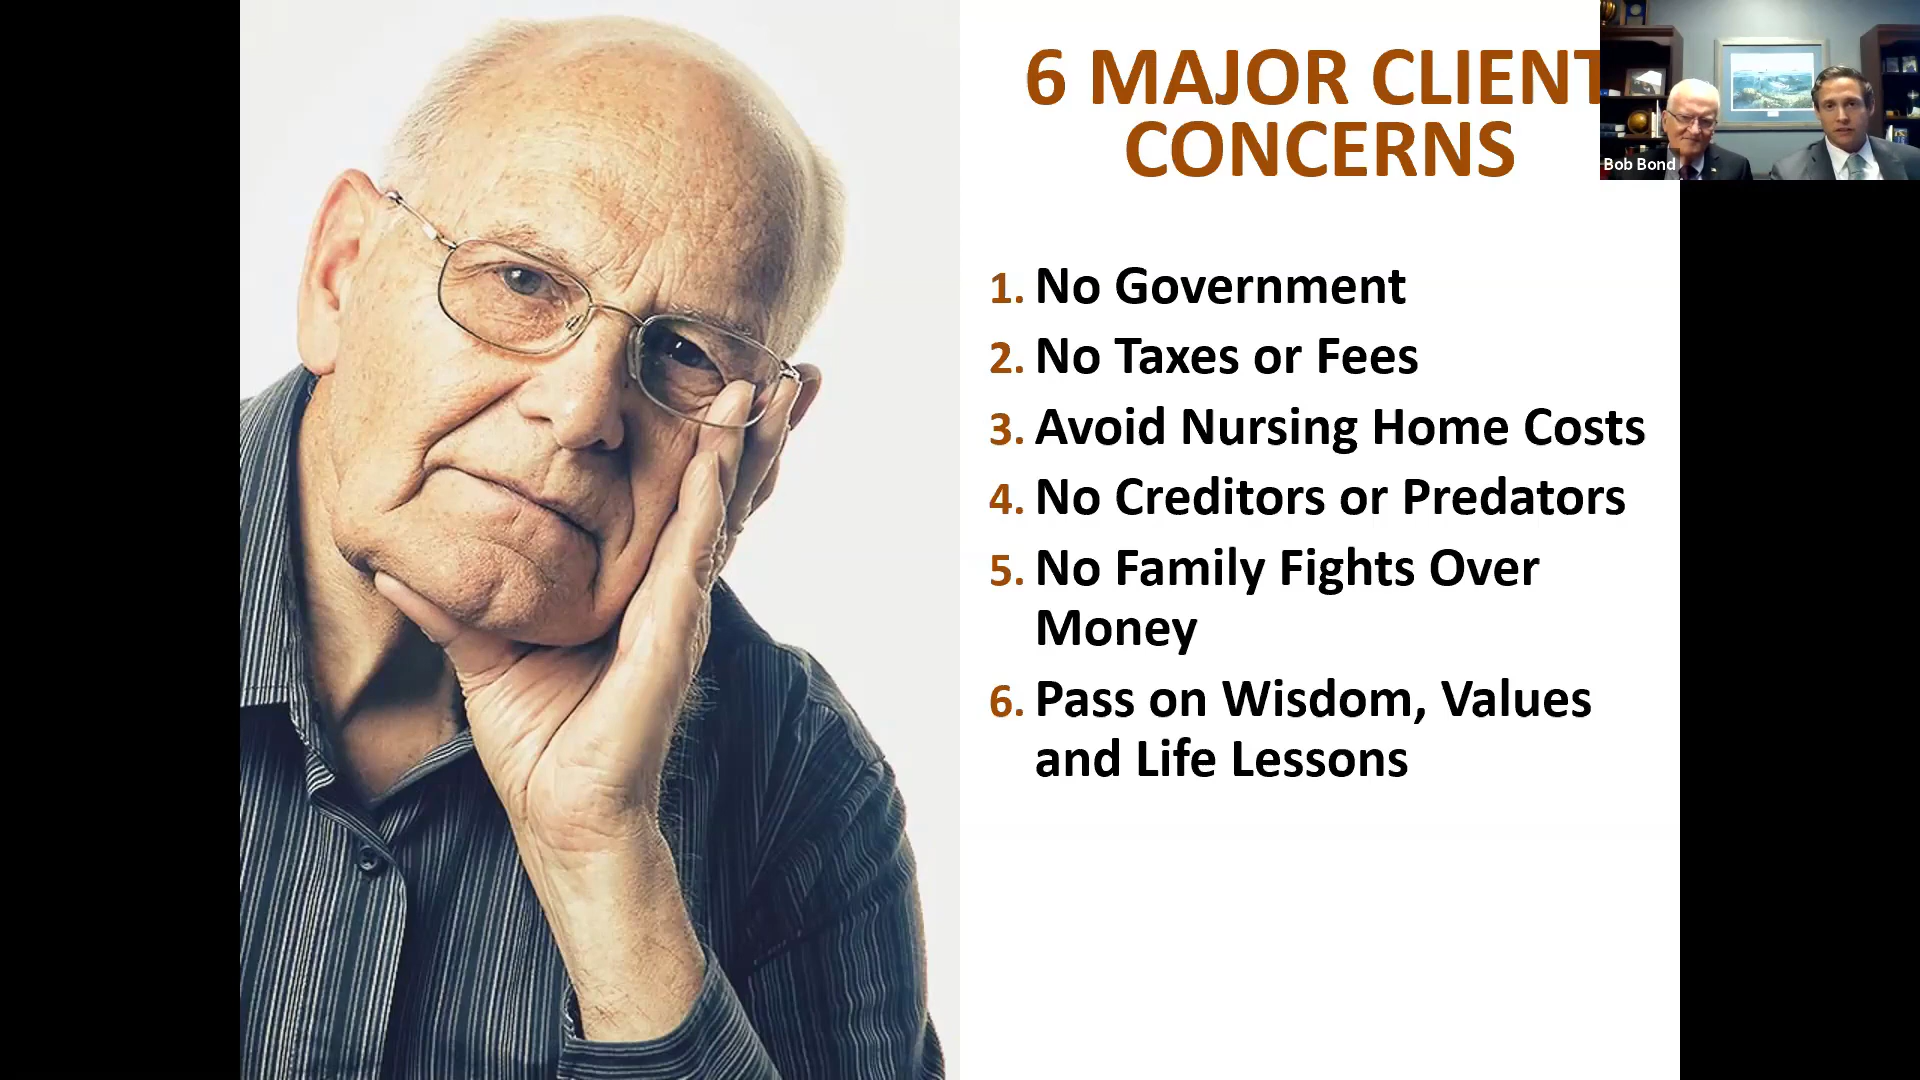 6 MAJOR CLIENT
CONCERNS
1. No Government
2. No Taxes or Fees
3. Avoid Nursing Home Costs
4. No Creditors or Predators
5. No Family Fights Over
Money
6. Pass on Wisdom, Values
and Life Lessons
Bob Bond